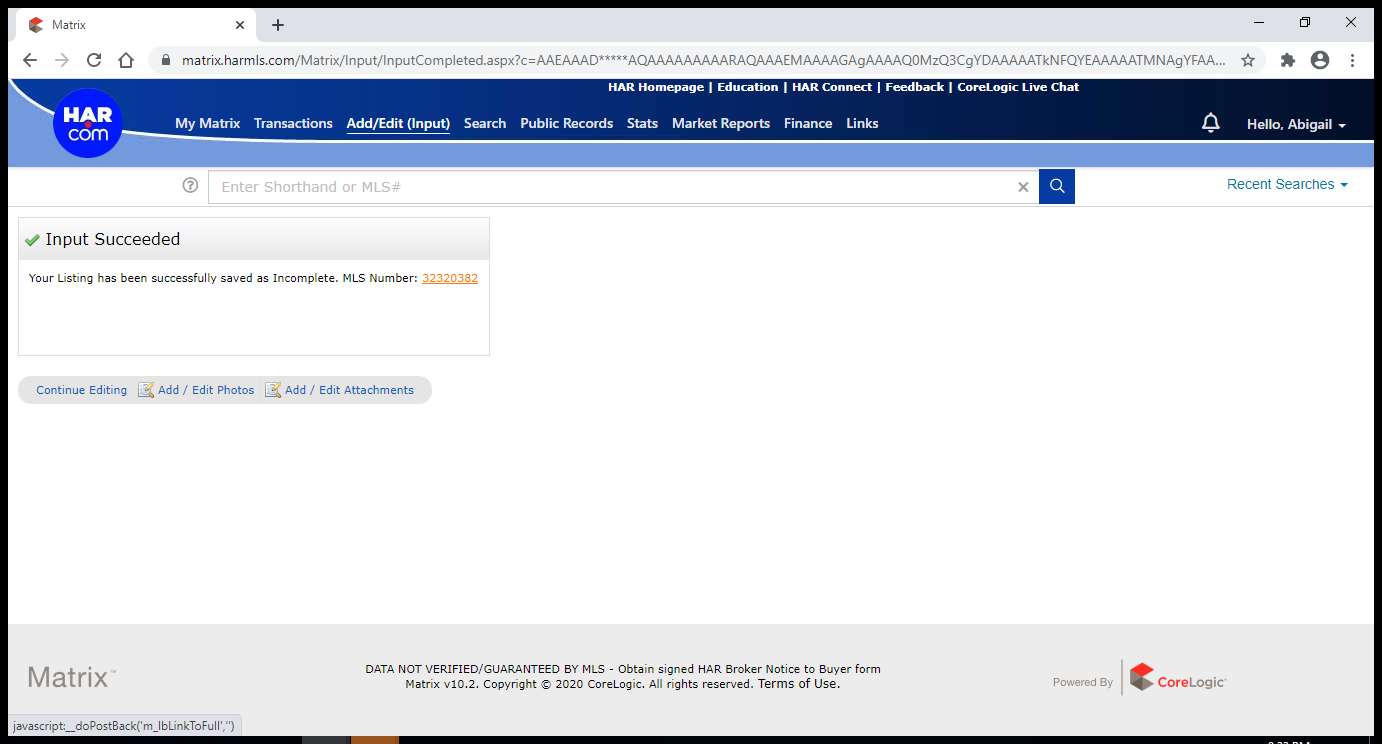 Matrix
matrix.harmls.com/Matrix/Input/InputCompleted.aspx?c=AAEAAAD*****AQAAAAAAAAARAQAAAEMAAAAGAgAAAAQ0MzQ3CgYDAAAAATkNFQYEAAAAATMNAgYFAA...
HAR Homepage | Education | HAR Connect | Feedback | CoreLogic Live Chat
HAR
com
My Matrix Transactions Add/Edit (Input) Search Public Records Stats Market Reports Finance Links
Hello, Abigail
Enter Shorthand or MLS#
Recent Searches
Input Succeeded
Your Listing has been successfully saved as Incomplete. MLS Number: 32320382
Continue Editing Add / Edit Photos Add / Edit Attachments
Matrix™
DATA NOT VERIFIED/GUARANTEED BY MLS - Obtain signed HAR Broker Notice to Buyer form
Matrix v10.2. Copyright © 2020 CoreLogic. All rights reserved. Terms of Use.
Powered By CoreLogic
javascript:__doPostBack('m_lbLinkToFull','')